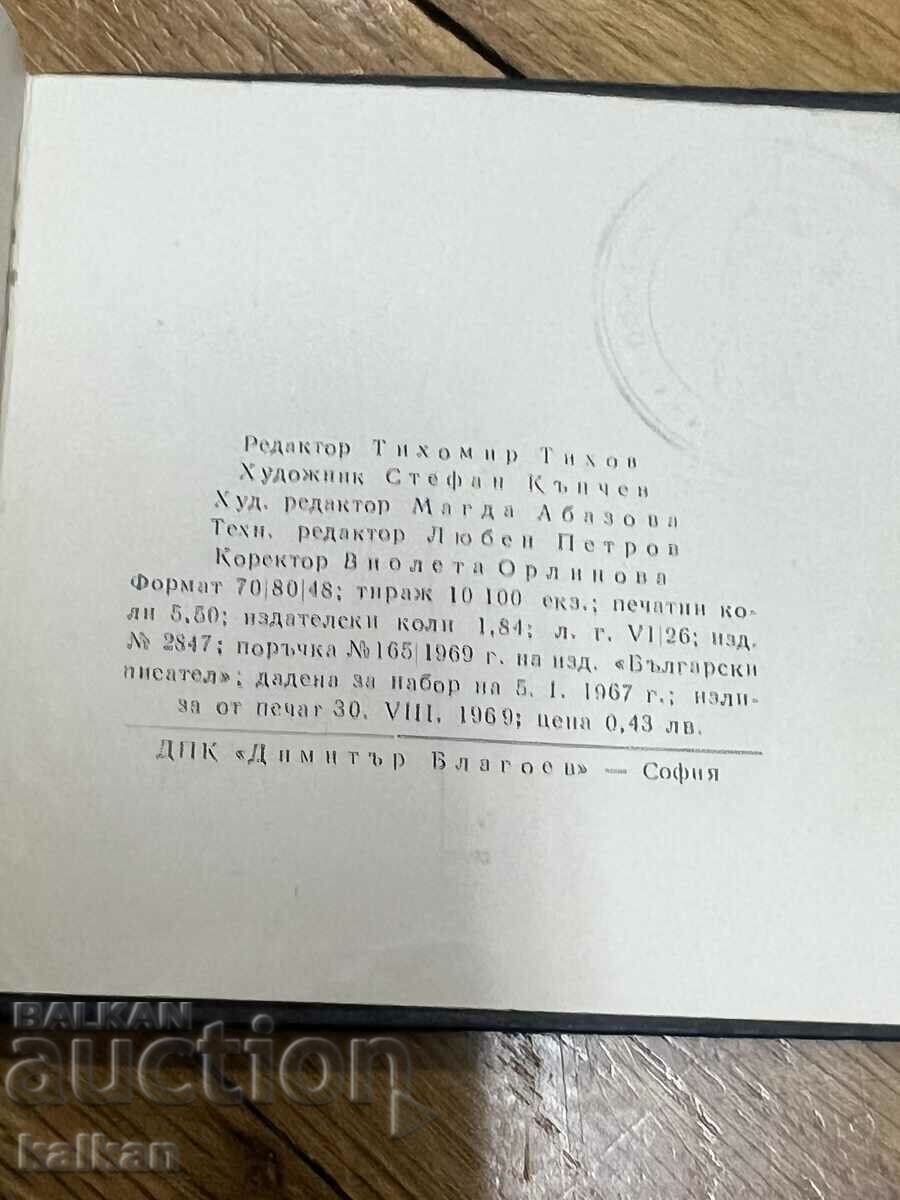 Редактор Тихомир Тихов
Художник Стефан Кънчев
Худ. редактор Магда Абазова
Техн. редактор Любен Петров
Коректор Виолета Орлинова
Формат 70|80|48; тираж 10 100 екз.; печатни ко-
ли 5,50; издателски коли 1,84; л. г. VI|26; изд.
№ 2847; поръчка №165|1969 г. на изд. «Български
писател»; дадена за набор на 5. I. 1967 г.; изли-
за от печат 30. VIII. 1969; цена 0,43 лв.
ДПК «Димитър Благоев» — София
BALKAN
auction
kalkan